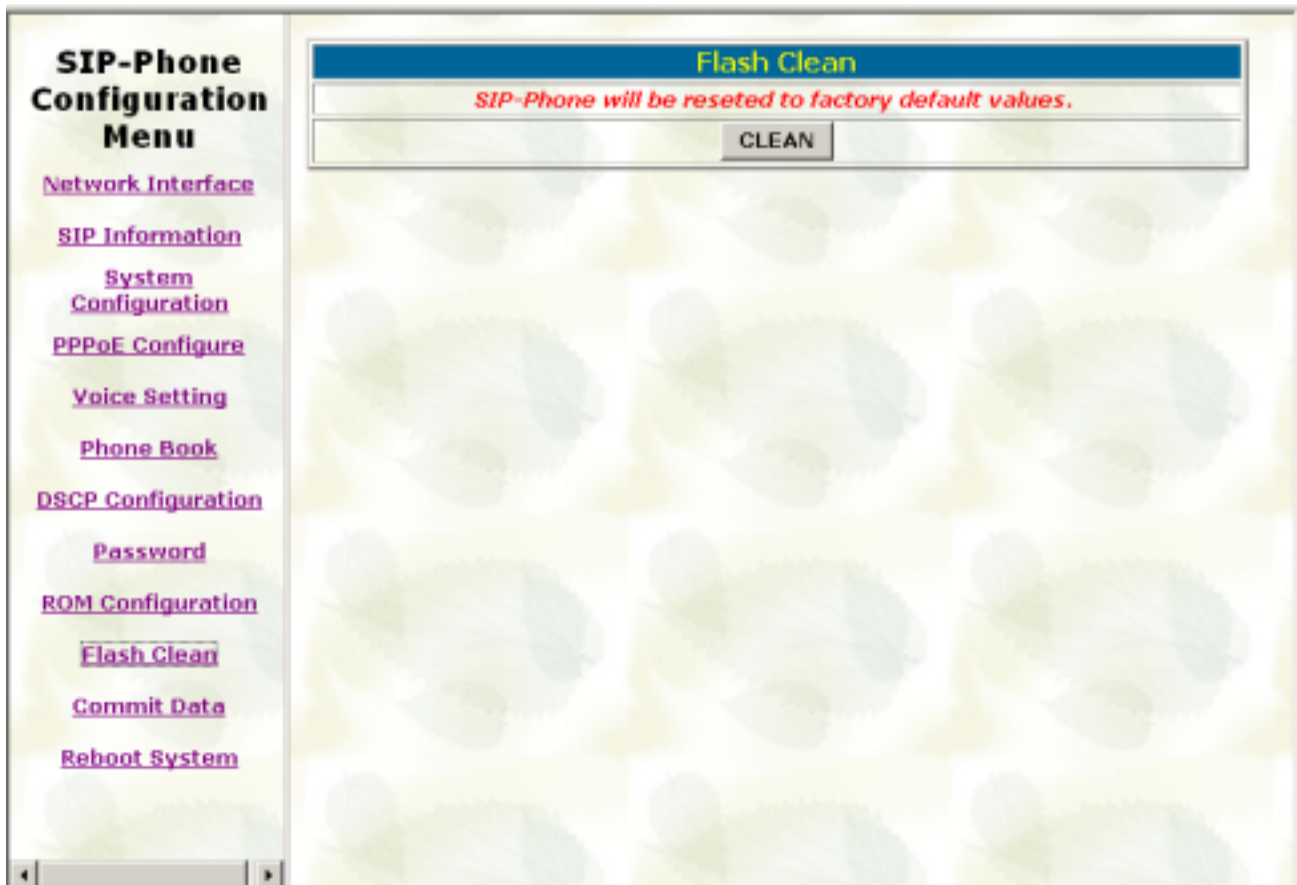 SIP-Phone
Configuration
Menu
Network Interface
SIP Information
System
Configuration
PPPoE Configure
Voice Setting
Phone Book
DSCP Configuration
Password
ROM Configuration
Flash Clean
Commit Data
Reboot System
Flash Clean
SIP-Phone will be reseted to factory default values.
CLEAN